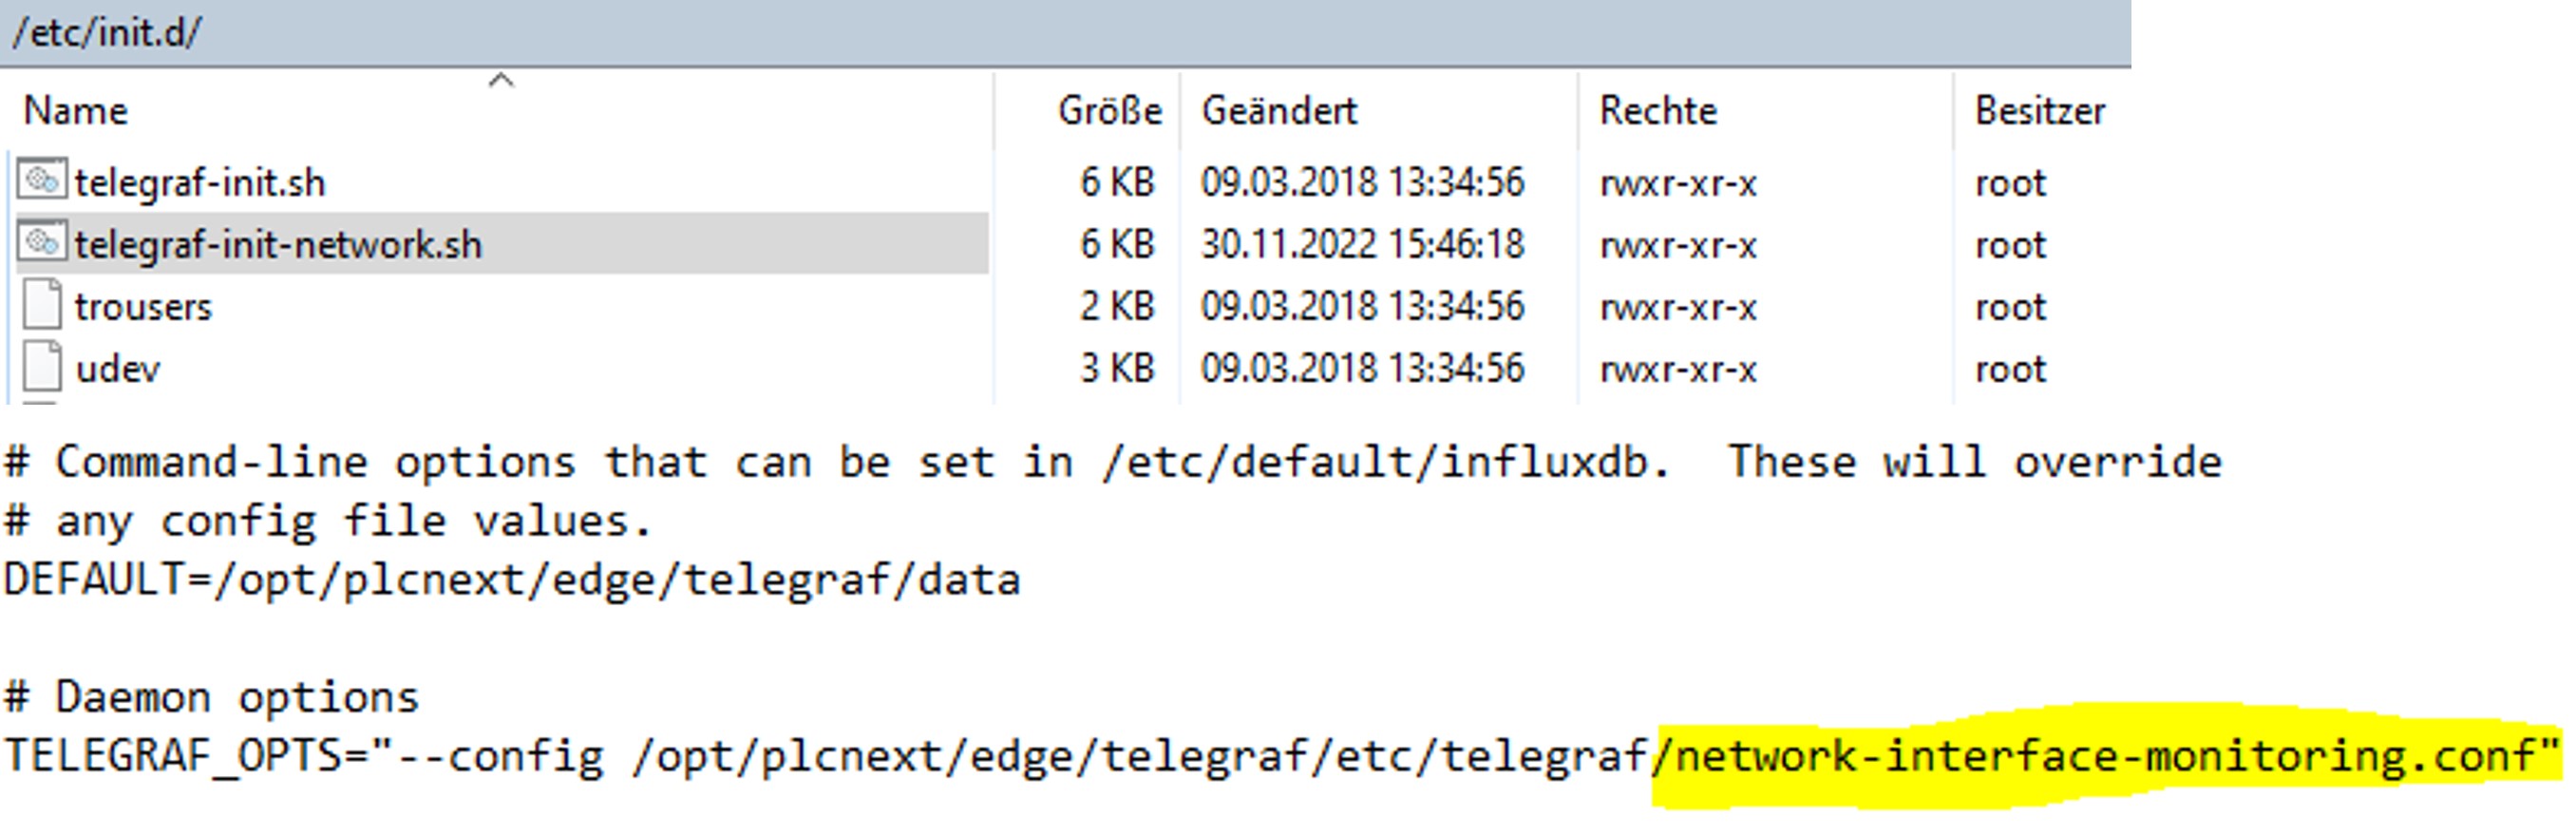 /etc/init.d/
Name Größe Geändert Rechte Besitzer
telegraf-init.sh 6 KB 09.03.2018 13:34:56 rwxr-xr-x root
telegraf-init-network.sh 6 KB 30.11.2022 15:46:18 rwxr-xr-x root
trousers 2 KB 09.03.2018 13:34:56 rwxr-xr-x root
udev 3 KB 09.03.2018 13:34:56 rwxr-xr-x root
# Command-line options that can be set in /etc/default/influxdb.  These will override
# any config file values.
DEFAULT=/opt/plcnext/edge/telegraf/data
# Daemon options
TELEGRAF_OPTS="--config /opt/plcnext/edge/telegraf/etc/telegraf/network-interface-monitoring.conf"